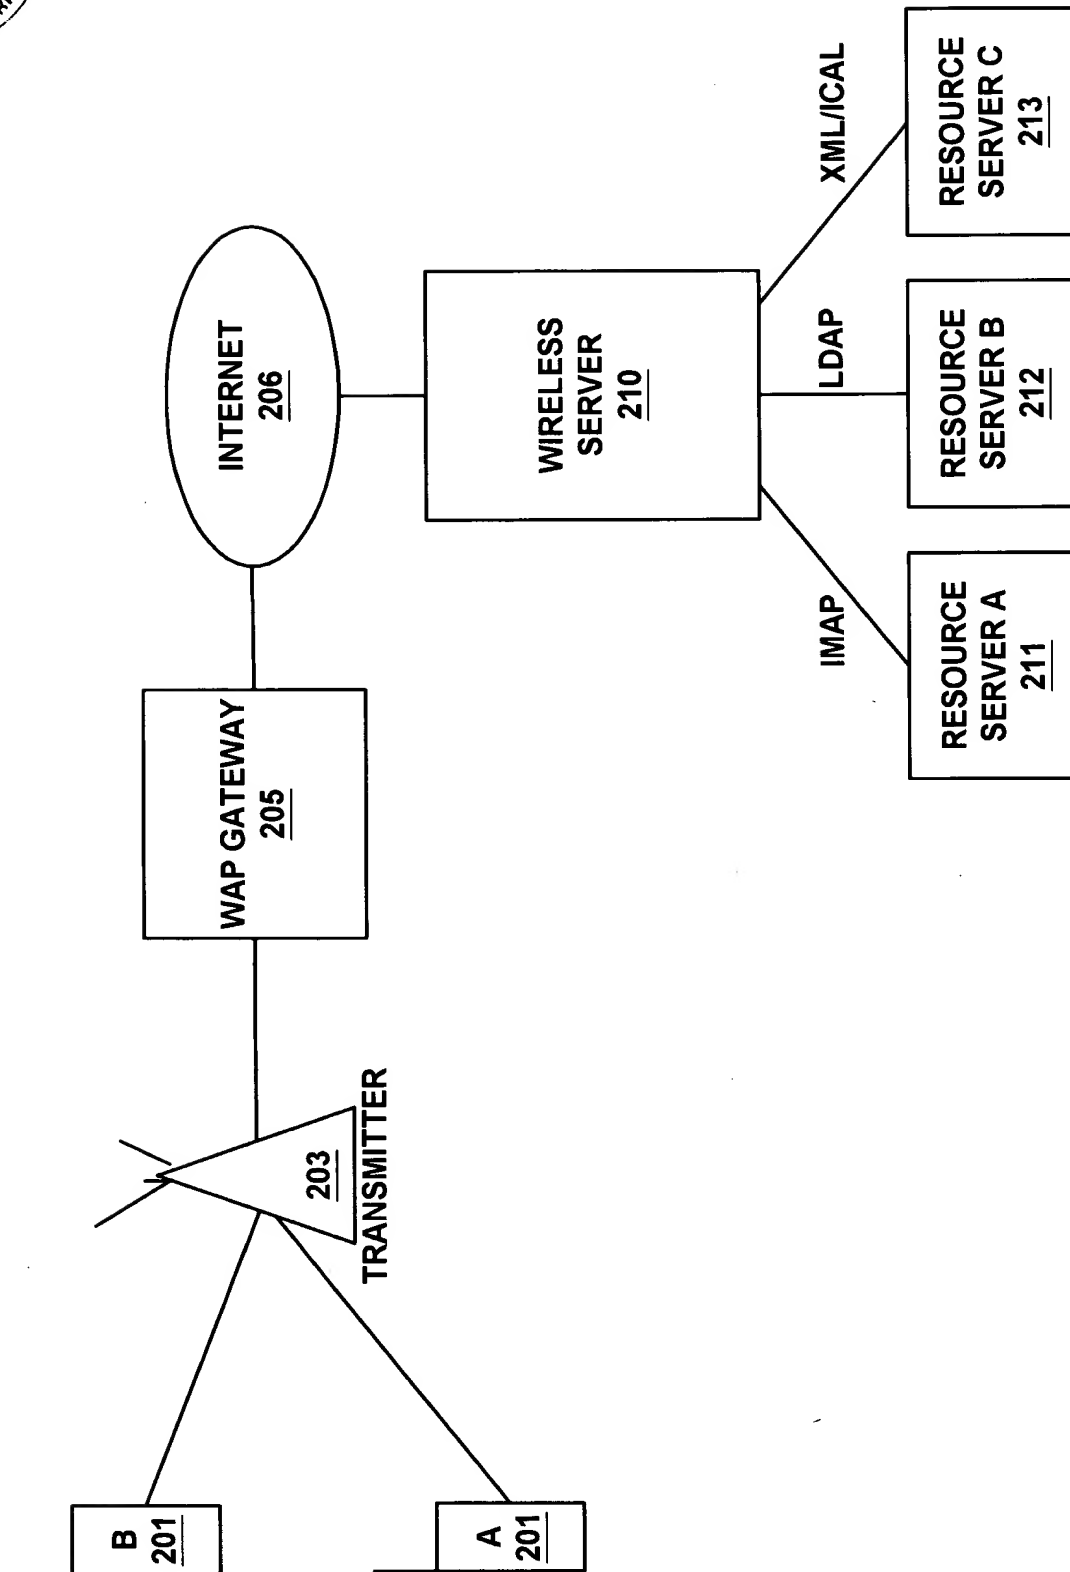 B
201
A
201
203
TRANSMITTER
WAP GATEWAY
205
INTERNET
206
WIRELESS
SERVER
210
IMAP
LDAP
XML/ICAL
RESOURCE
SERVER A
211
RESOURCE
SERVER B
212
RESOURCE
SERVER C
213